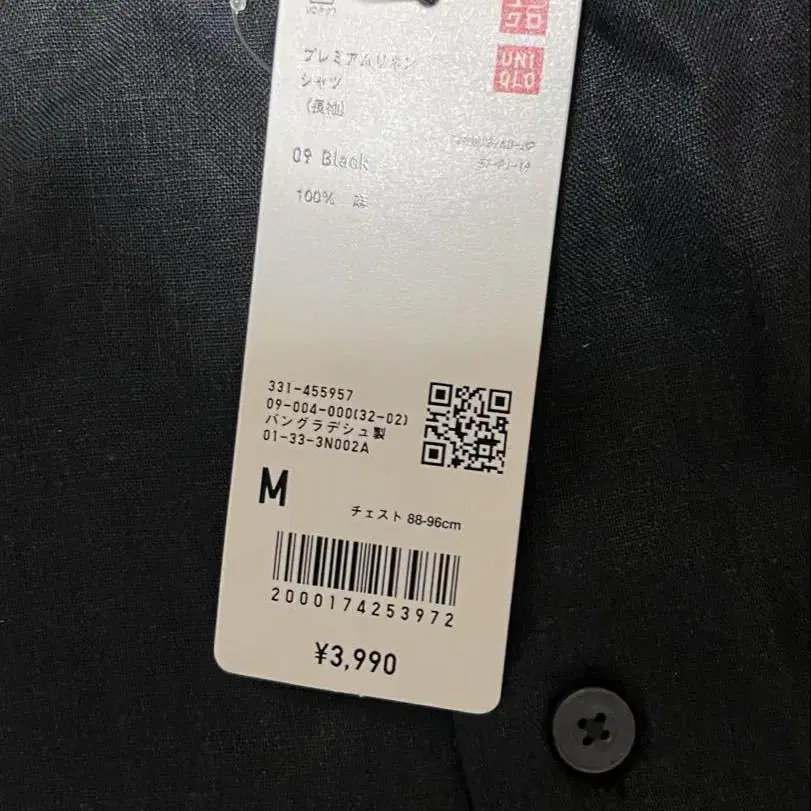 UNI
QLO
プレミアムリネン
シャツ
(長袖)
09 Black
100% 麻
331-455957
09-004-000(32-02)
バングラデシュ製
01-33-3N002A
M
チェスト 88-96cm
2000174253972
¥3,990